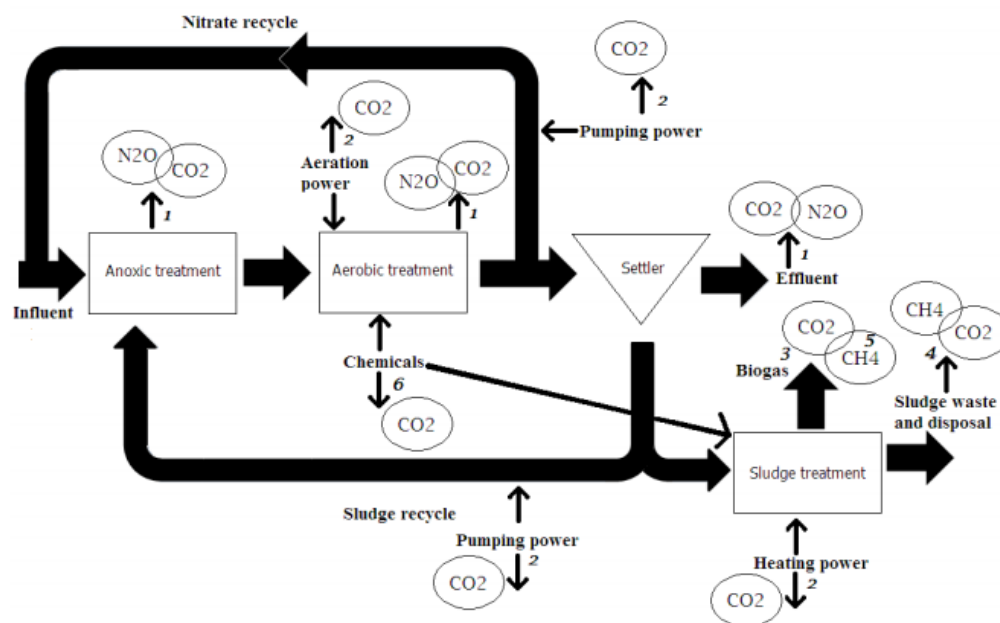 Nitrate recycle
CO2
2
Pumping power
CO2
2
Aeration
power
N2O
CO2
1
N2O
CO2
1
CO2
N2O
1
Effluent
Anoxic treatment
Aerobic treatment
Settler
Influent
Chemicals
6
CO2
CO2
3
5
CH4
Biogas
CH4
CO2
4
Sludge waste
and disposal
Sludge treatment
Sludge recycle
Pumping power
2
CO2
Heating power
2
CO2